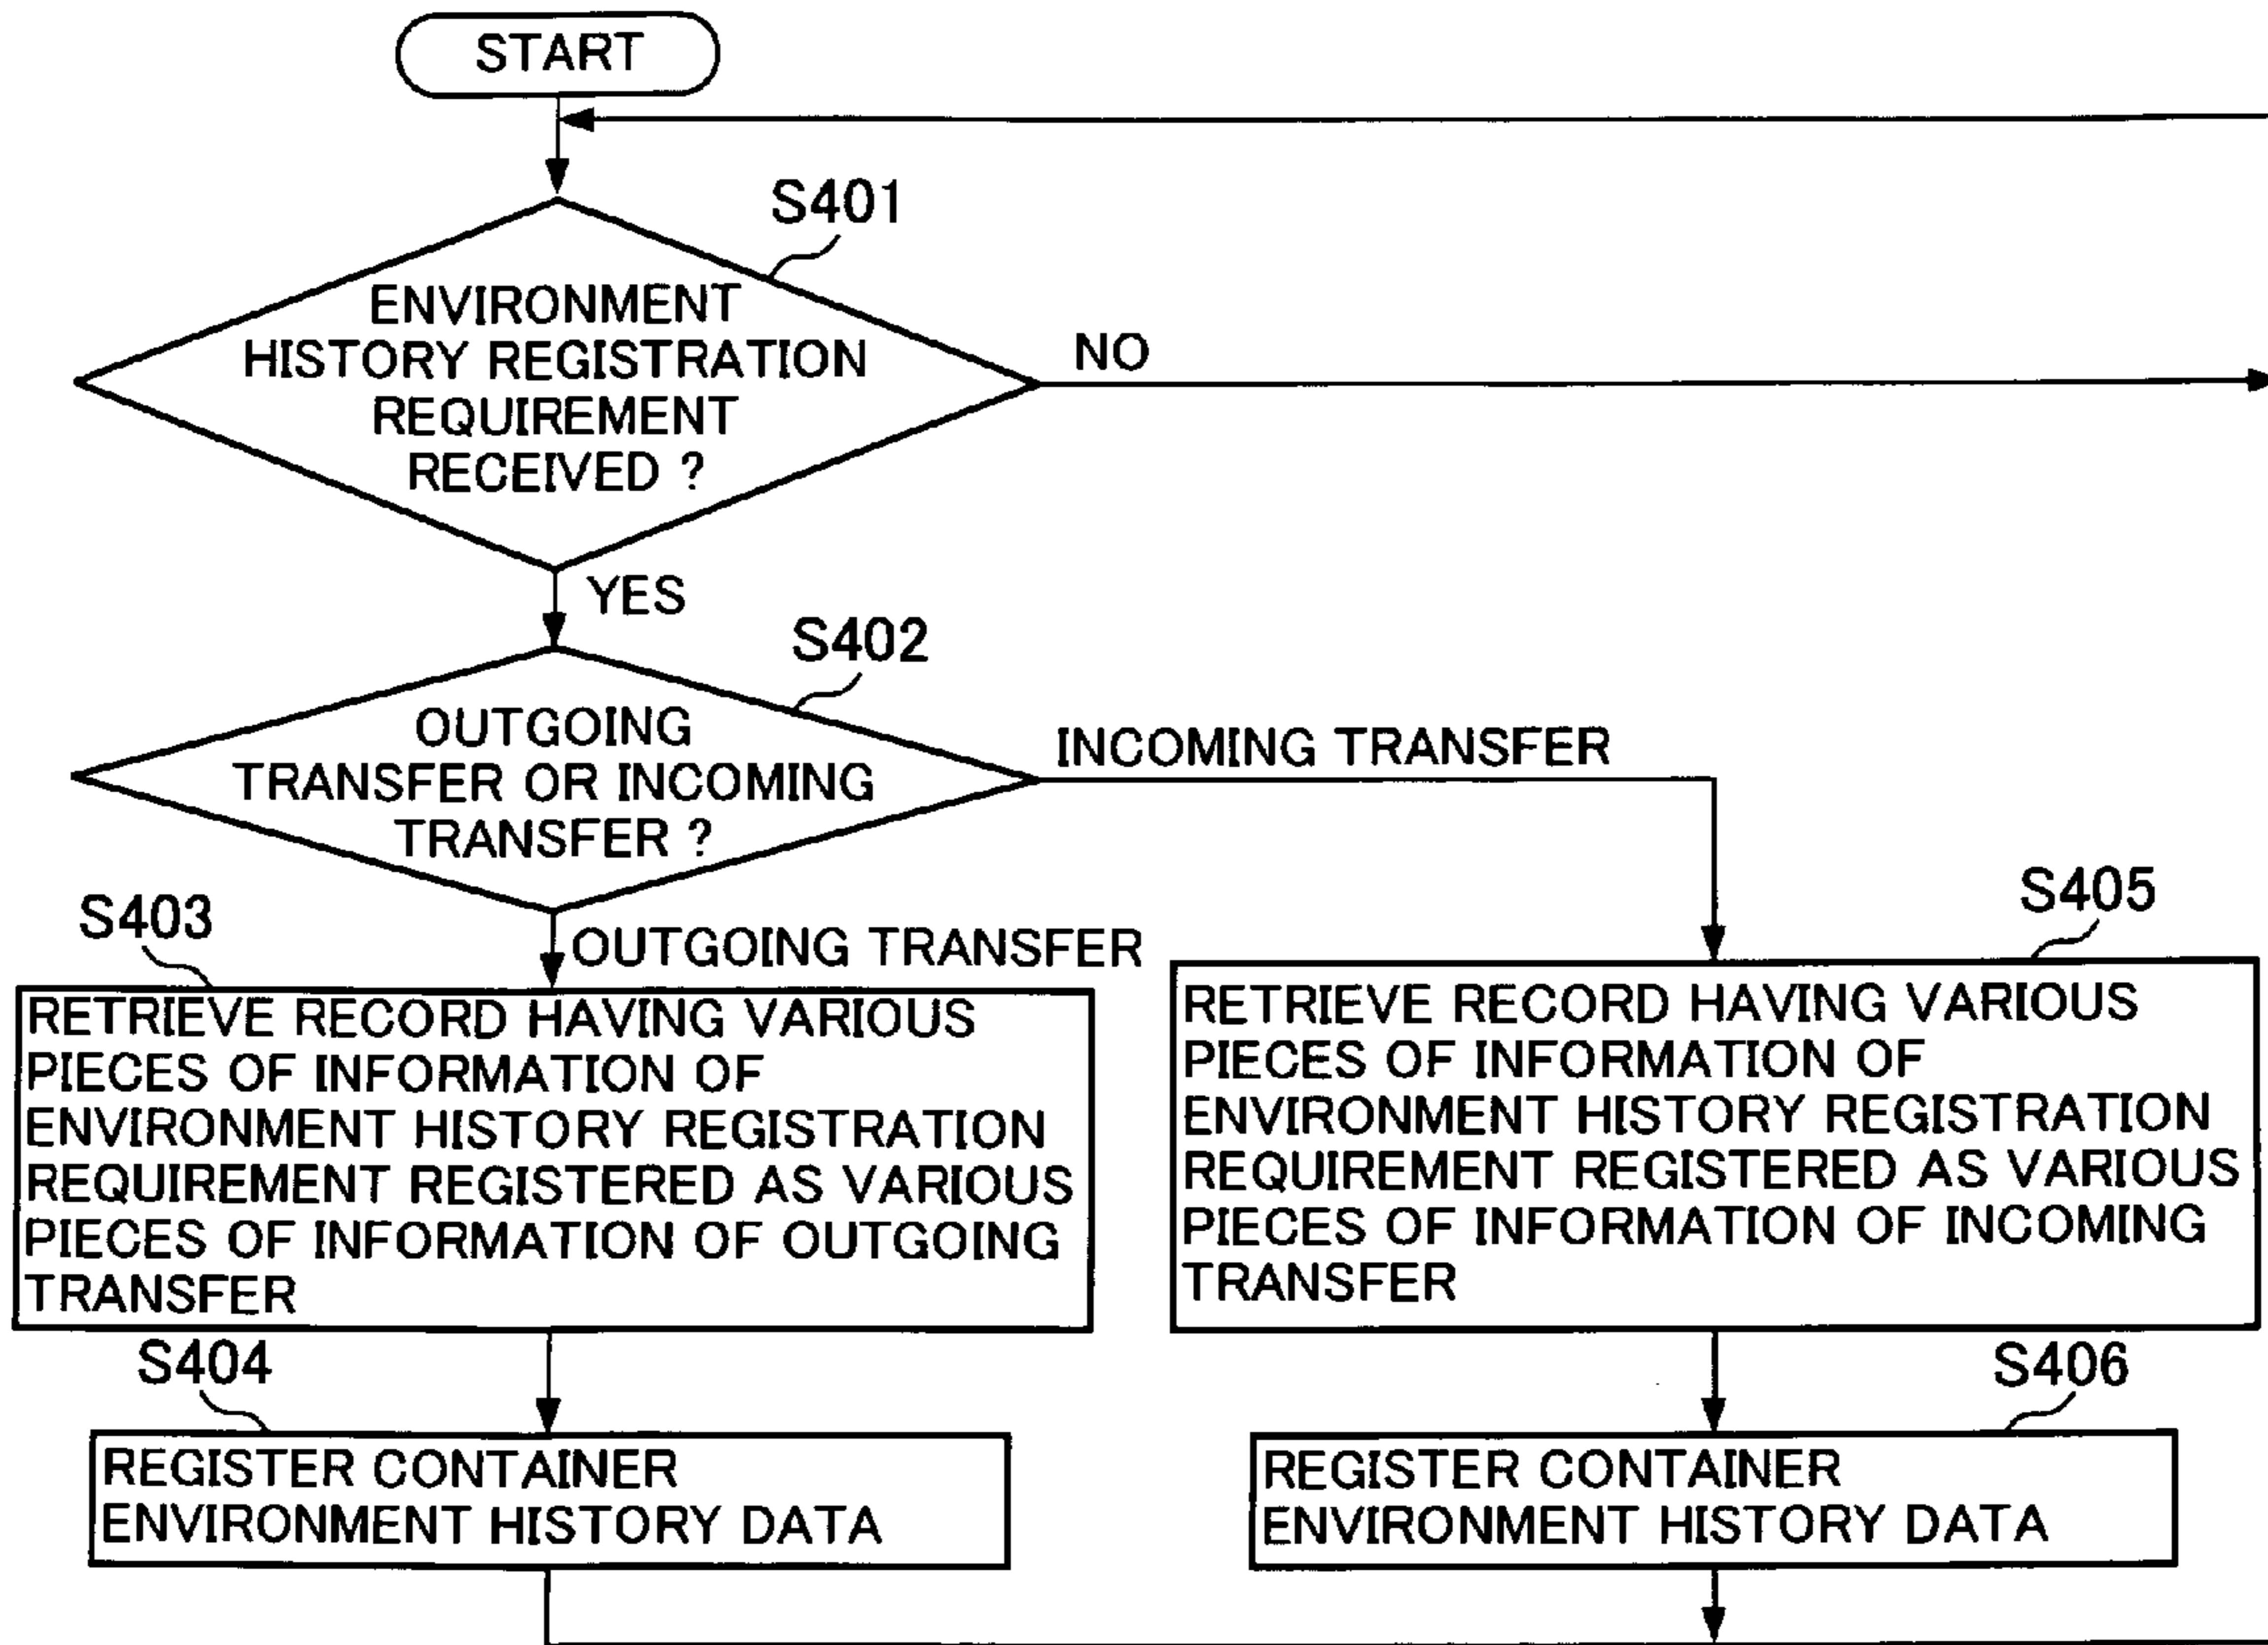 START
S401
ENVIRONMENT
HISTORY REGISTRATION
REQUIREMENT
RECEIVED ?
NO
YES
S402
OUTGOING
TRANSFER OR INCOMING
TRANSFER ?
INCOMING TRANSFER
OUTGOING TRANSFER
S403
RETRIEVE RECORD HAVING VARIOUS
PIECES OF INFORMATION OF
ENVIRONMENT HISTORY REGISTRATION
REQUIREMENT REGISTERED AS VARIOUS
PIECES OF INFORMATION OF OUTGOING
TRANSFER
S405
RETRIEVE RECORD HAVING VARIOUS
PIECES OF INFORMATION OF
ENVIRONMENT HISTORY REGISTRATION
REQUIREMENT REGISTERED AS VARIOUS
PIECES OF INFORMATION OF INCOMING
TRANSFER
S404
REGISTER CONTAINER
ENVIRONMENT HISTORY DATA
S406
REGISTER CONTAINER
ENVIRONMENT HISTORY DATA